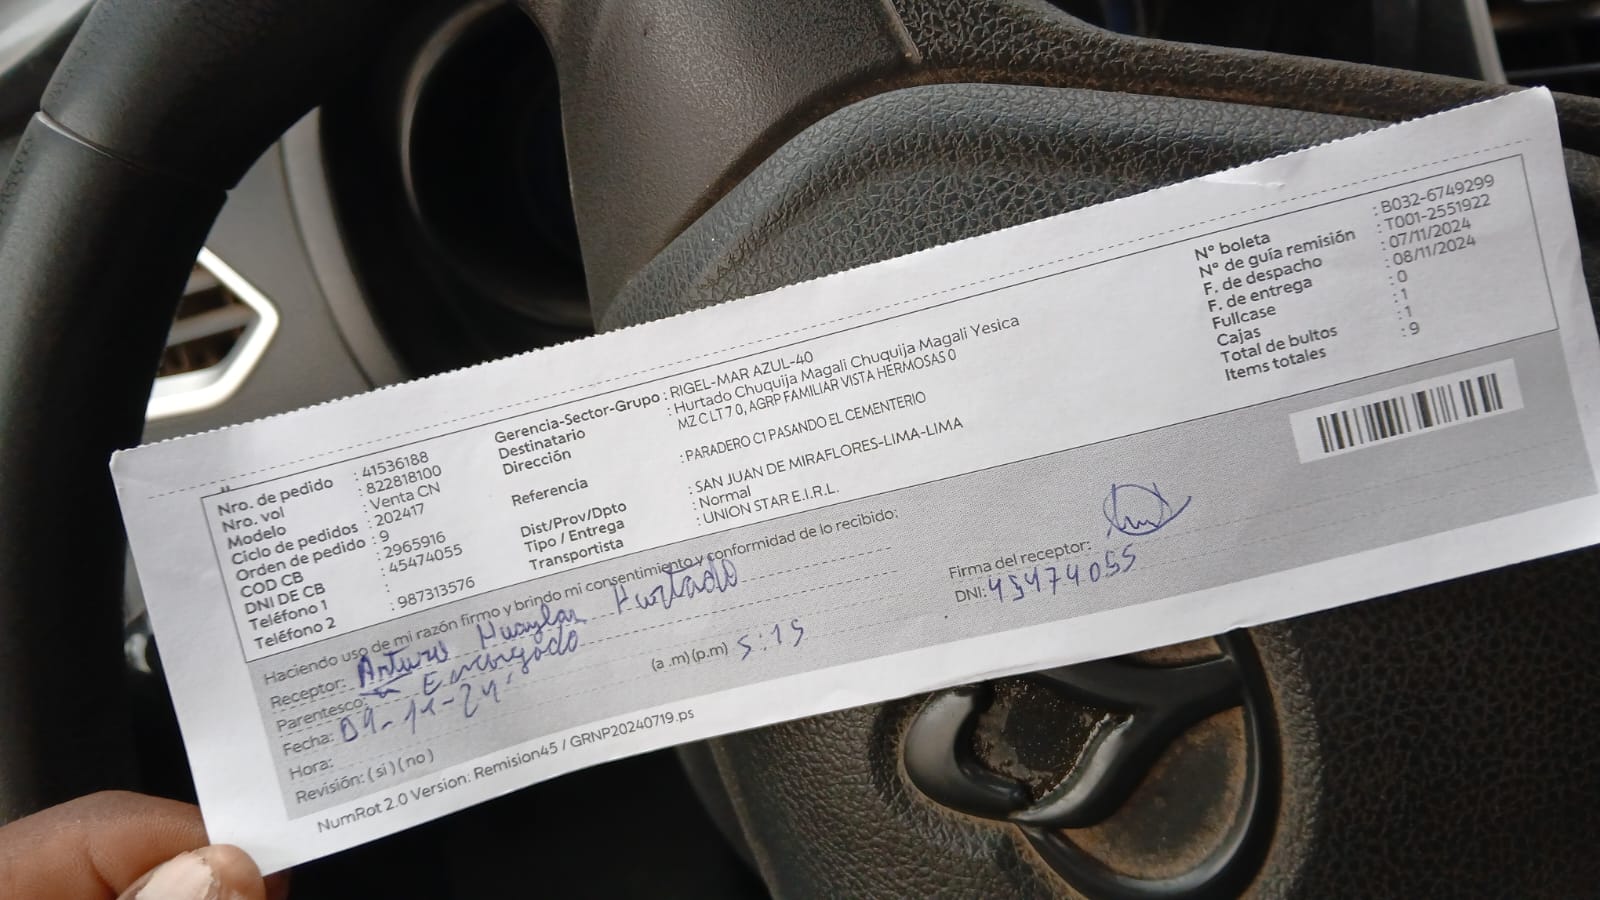 Nro. de pedido : 41536188
Nro. vol : 822818100
Modelo : Venta CN
Ciclo de pedidos : 202417
Orden de pedido : 9
COD CB : 2965916
DNI DE CB : 45474055
Teléfono 1 :
Teléfono 2 : 987313576
Gerencia-Sector-Grupo : RIGEL-MAR AZUL-40
Destinatario : Hurtado Chuquija Magali Chuquija Magali Yesica
Dirección MZ C LT 7 0, AGRP FAMILIAR VISTA HERMOSAS 0
Referencia : PARADERO C1 PASANDO EL CEMENTERIO
Dist/Prov/Dpto : SAN JUAN DE MIRAFLORES-LIMA-LIMA
Tipo / Entrega : Normal
Transportista : UNION STAR E.I.R.L.
N° boleta : B032-6749299
N° de guía remisión : T001-2551922
F. de despacho : 07/11/2024
F. de entrega : 08/11/2024
Fullcase : 0
Cajas : 1
Total de bultos : 1
Items totales : 9
Haciendo uso de mi razón firmo y brindo mi consentimiento y conformidad de lo recibido:
Receptor: Arturo Huaylas Hurtado
Parentesco: Encargado
Fecha: 09-11-24
Hora: (a .m) (p.m) 5:15
Revisión: ( si ) ( no )
Firma del receptor:
DNI: 45474055
NumRot 2.0 Version: Remision45 / GRNP20240719.ps